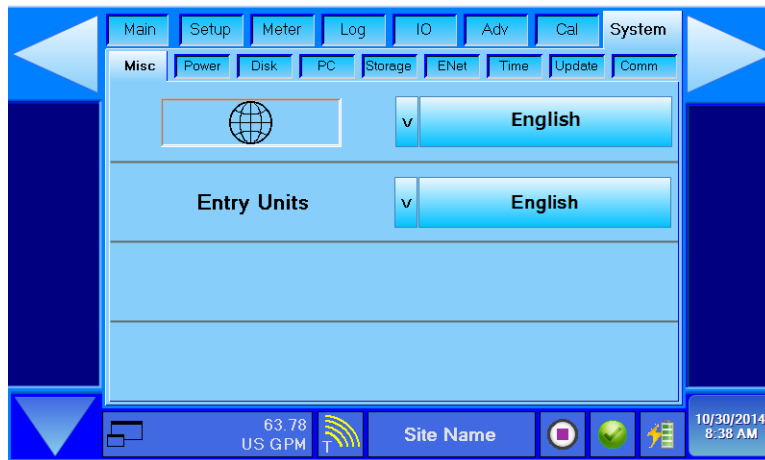 Main Setup Meter Log IO Adv Cal System
Misc Power Disk PC Storage ENet Time Update Comm
v English
Entry Units v English
63.78
US GPM T Site Name
10/30/2014
8:38 AM